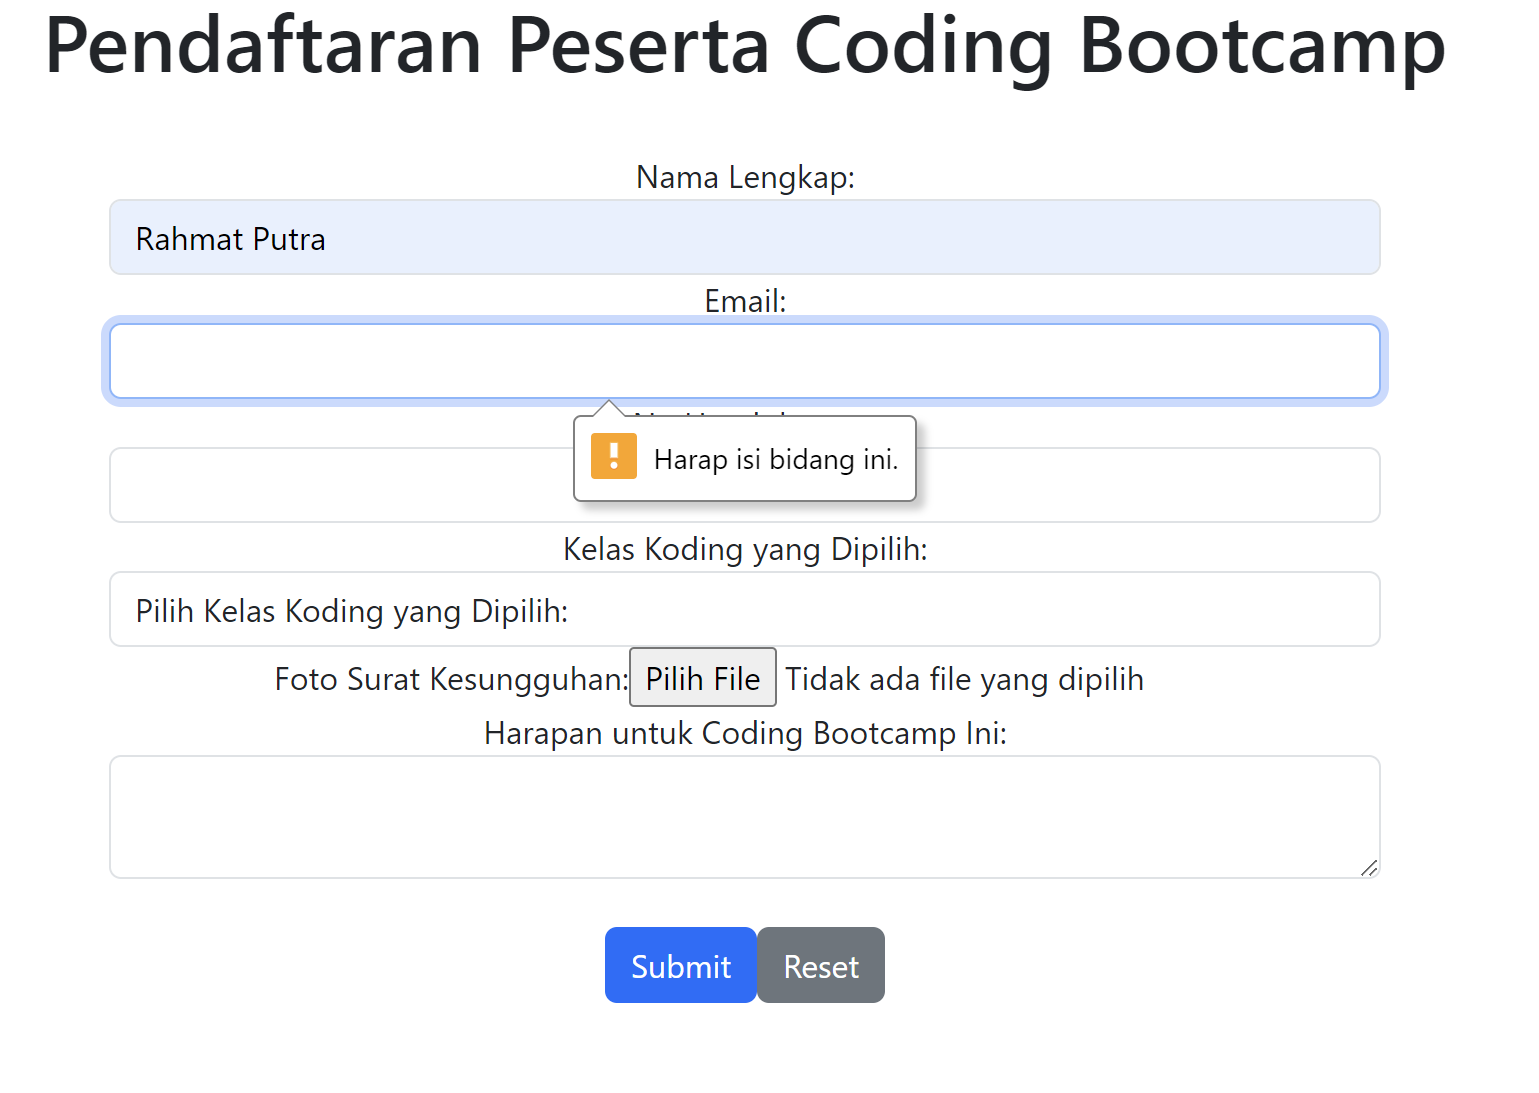 Pendaftaran Peserta Coding Bootcamp
Nama Lengkap:
Rahmat Putra
Email:
Harap isi bidang ini.
Kelas Koding yang Dipilih:
Pilih Kelas Koding yang Dipilih:
Foto Surat Kesungguhan: Pilih File Tidak ada file yang dipilih
Harapan untuk Coding Bootcamp Ini:
Submit Reset